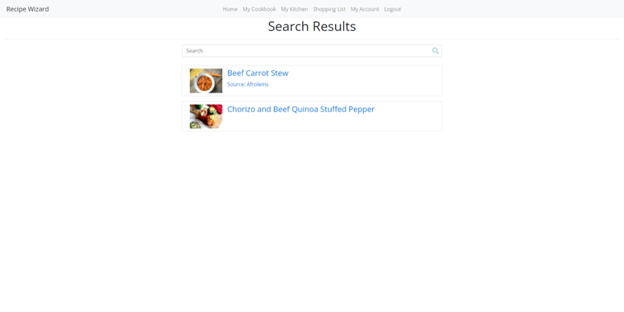 Recipe Wizard
Home My Cookbook My Kitchen Shopping List My Account Logout
Search Results
Search
Beef Carrot Stew
Source: Afrolems
Chorizo and Beef Quinoa Stuffed Pepper